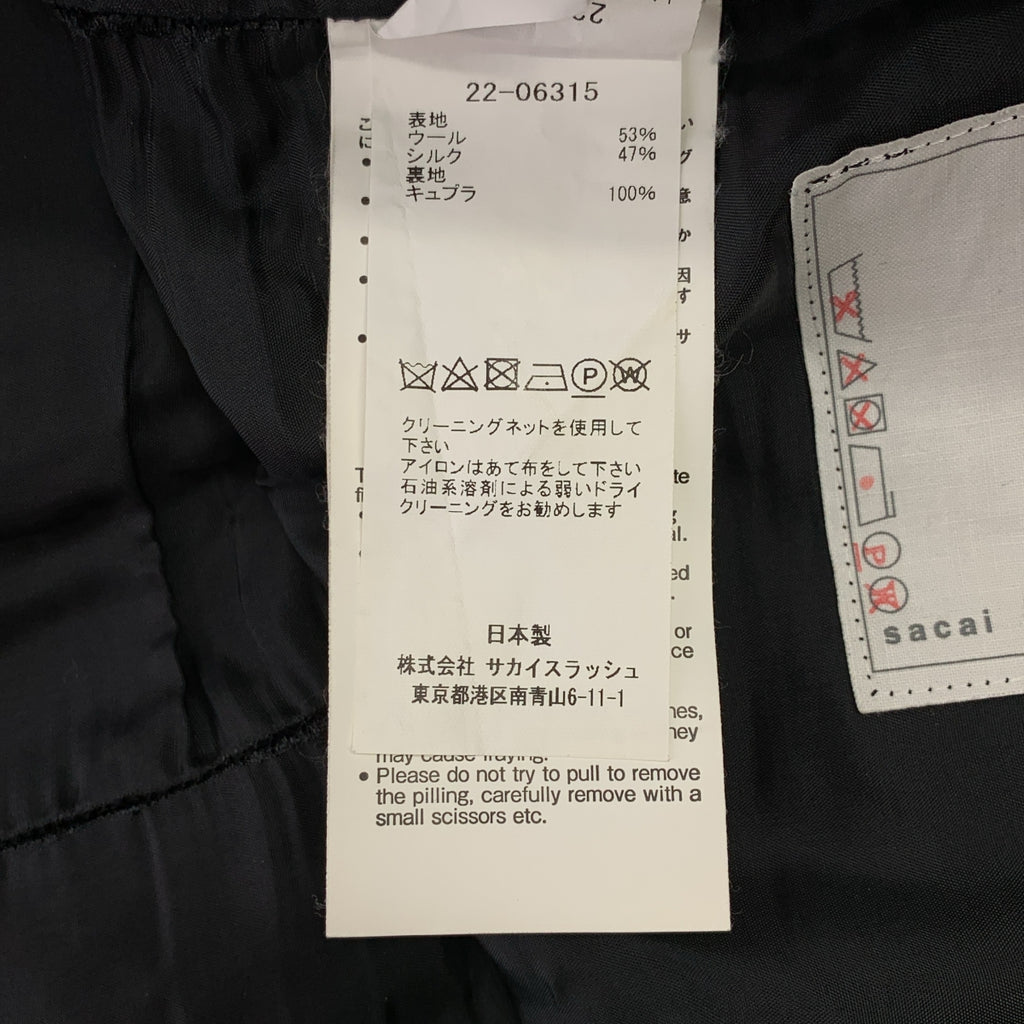 22-06315
表地
ウール 53%
シルク 47%
裏地
キュプラ 100%
P W
クリーニングネットを使用して
下さい
アイロンはあて布をして下さい
石油系溶剤による弱いドライ
クリーニングをお勧めします
日本製
株式会社 サカイスラッシュ
東京都港区南青山6-11-1
may cause fraying.
● Please do not try to pull to remove
the pilling, carefully remove with a
small scissors etc.
P W
sacai